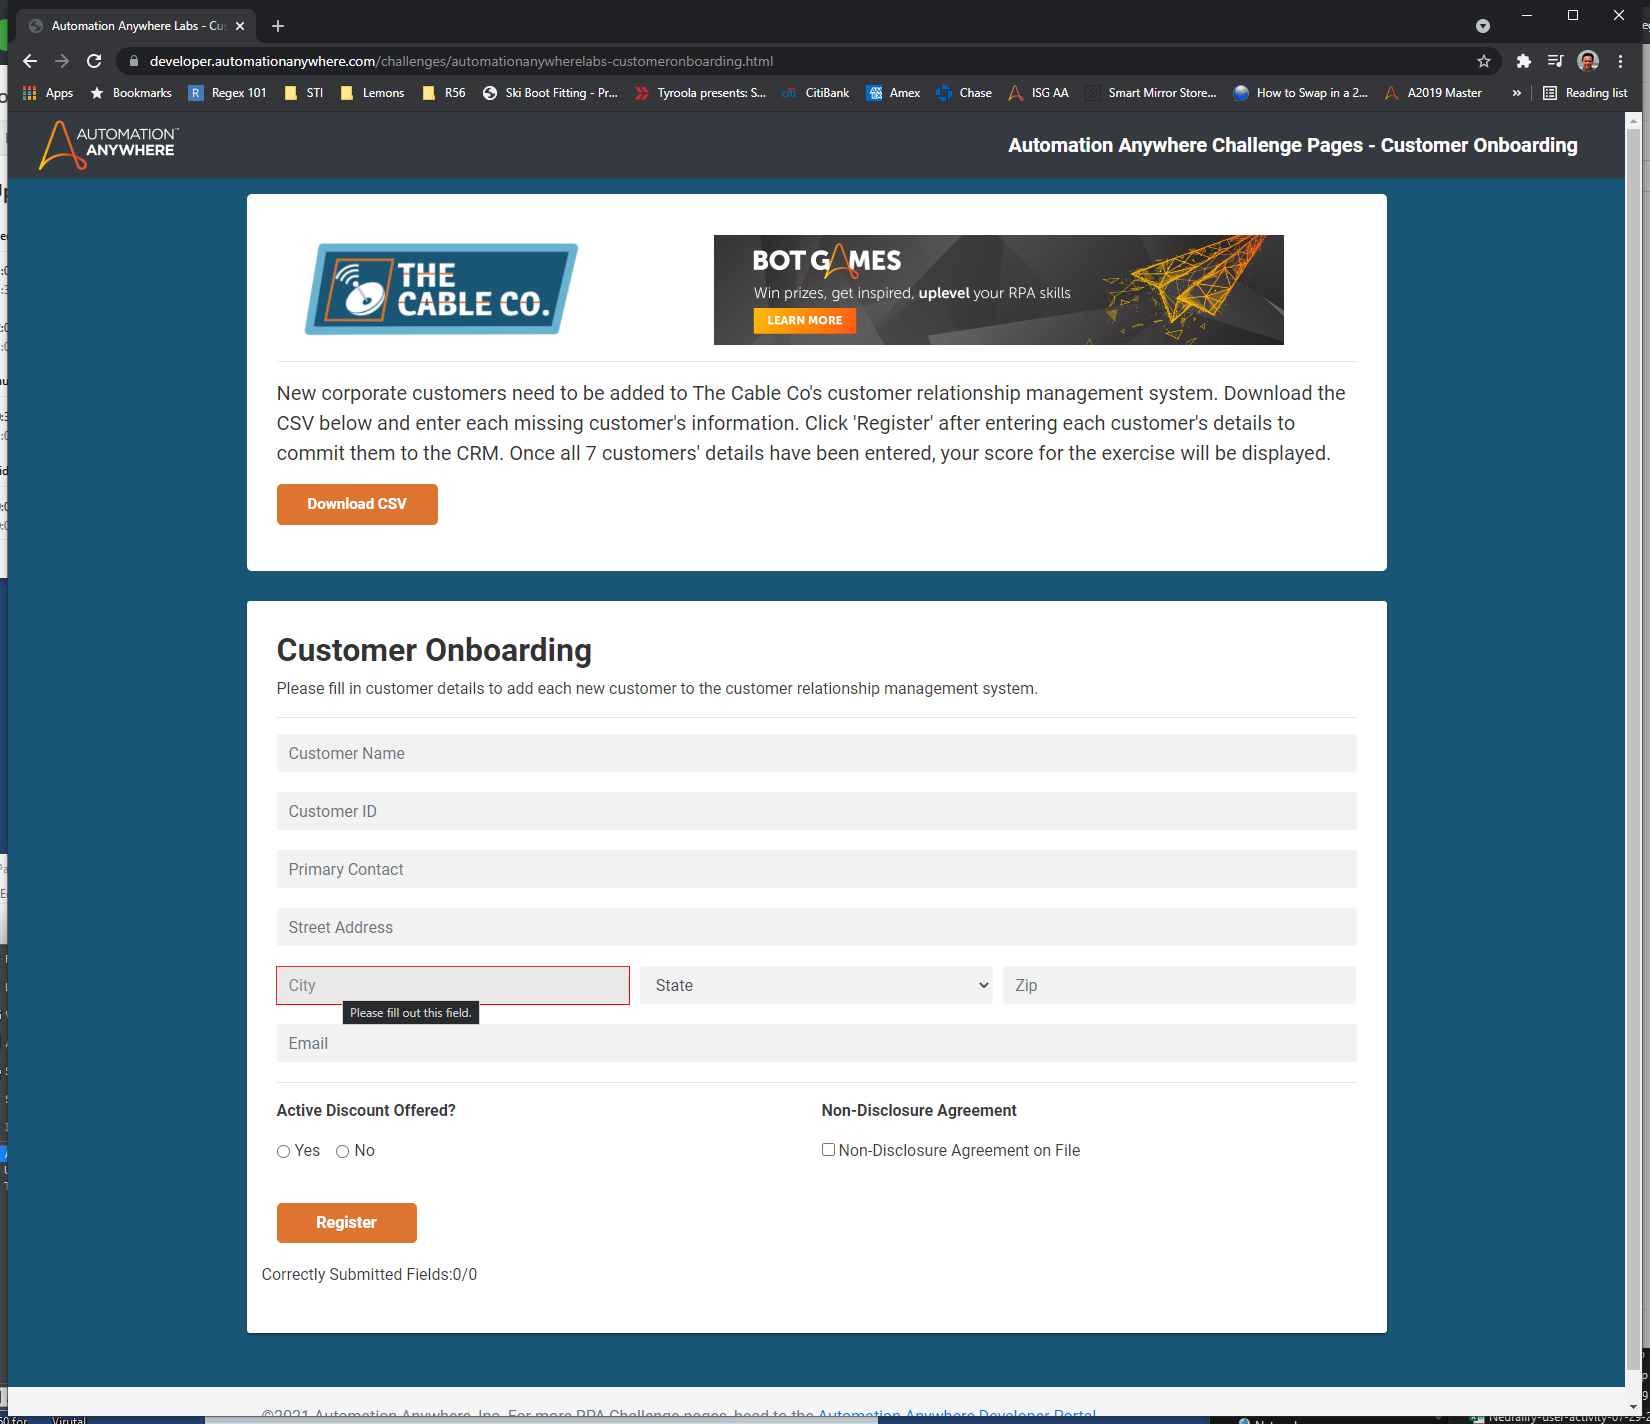 Automation Anywhere Labs - Cus
developer.automationanywhere.com/challenges/automationanywherelabs-customeronboarding.html
Apps Bookmarks R Regex 101 STI Lemons R56 Ski Boot Fitting - Pr... Tyroola presents: S... citi CitiBank Amex Chase ISG AA Smart Mirror Store... How to Swap in a 2... A2019 Master » Reading list
AUTOMATION ANYWHERE
Automation Anywhere Challenge Pages - Customer Onboarding
THE
CABLE CO.
BOT GAMES
Win prizes, get inspired, uplevel your RPA skills
LEARN MORE
New corporate customers need to be added to The Cable Co's customer relationship management system. Download the
CSV below and enter each missing customer's information. Click 'Register' after entering each customer's details to
commit them to the CRM. Once all 7 customers' details have been entered, your score for the exercise will be displayed.
Download CSV
Customer Onboarding
Please fill in customer details to add each new customer to the customer relationship management system.
Customer Name
Customer ID
Primary Contact
Street Address
City State Zip
Please fill out this field.
Email
Active Discount Offered? Non-Disclosure Agreement
Yes No Non-Disclosure Agreement on File
Register
Correctly Submitted Fields:0/0
©2021 Automation Anywhere, Inc. For more RPA Challenge pages, head to the Automation Anywhere Developer Portal